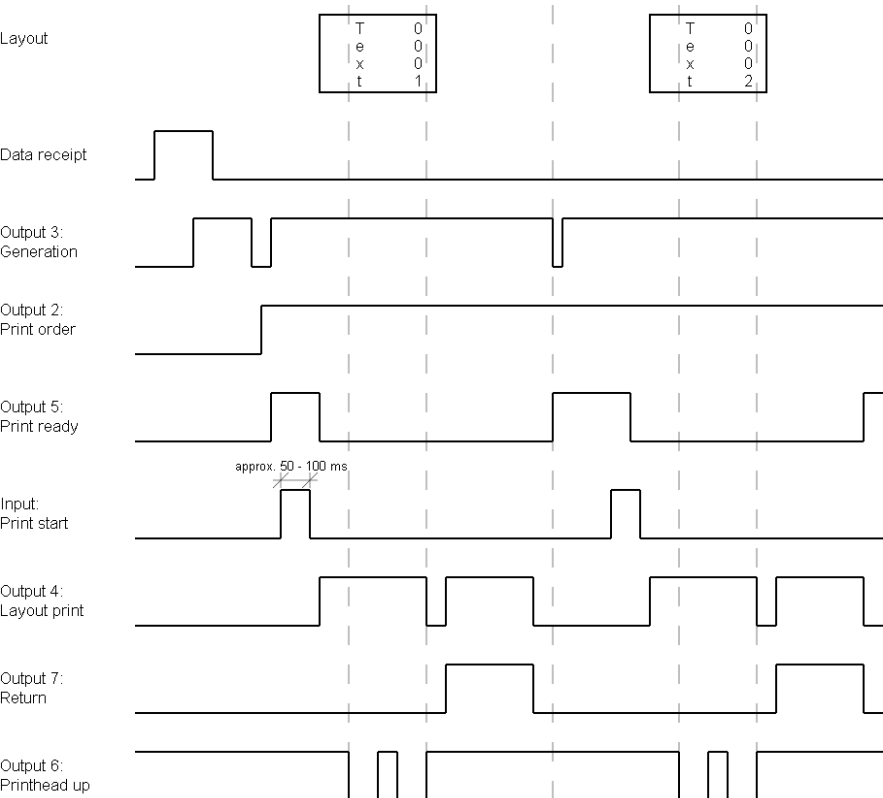 Layout
T 0
e 0
x 0
t 1
T 0
e 0
x 0
t 2
Data receipt
Output 3:
Generation
Output 2:
Print order
Output 5:
Print ready
approx. 50 - 100 ms
Input:
Print start
Output 4:
Layout print
Output 7:
Return
Output 6:
Printhead up